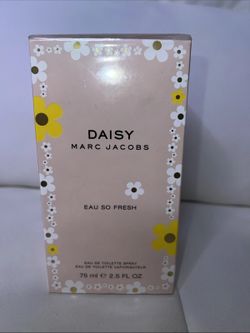 DAISY
MARC JACOBS
EAU SO FRESH
EAU DE TOILETTE SPRAY
EAU DE TOILETTE VAPORISATEUR
75 ml ℮ 2.5 FL OZ